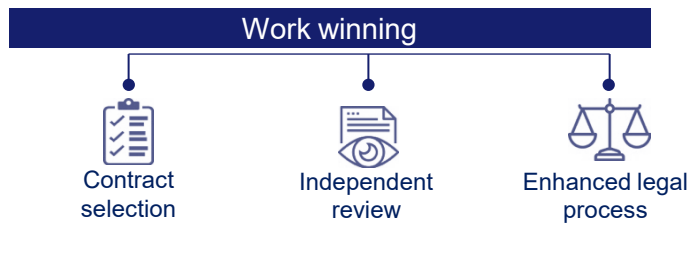 Work winning
Contract
selection
Independent
review
Enhanced legal
process